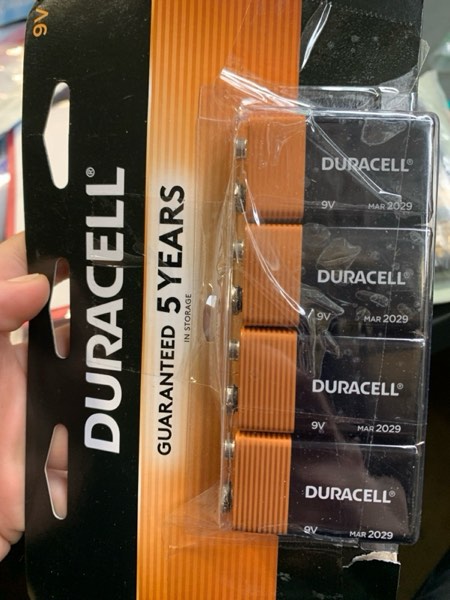 9V
DURACELL®
GUARANTEED 5 YEARS
IN STORAGE
DURACELL®
9V MAR 2029
DURACELL®
9V MAR 2029
DURACELL®
9V MAR 2029
DURACELL®
9V MAR 2029